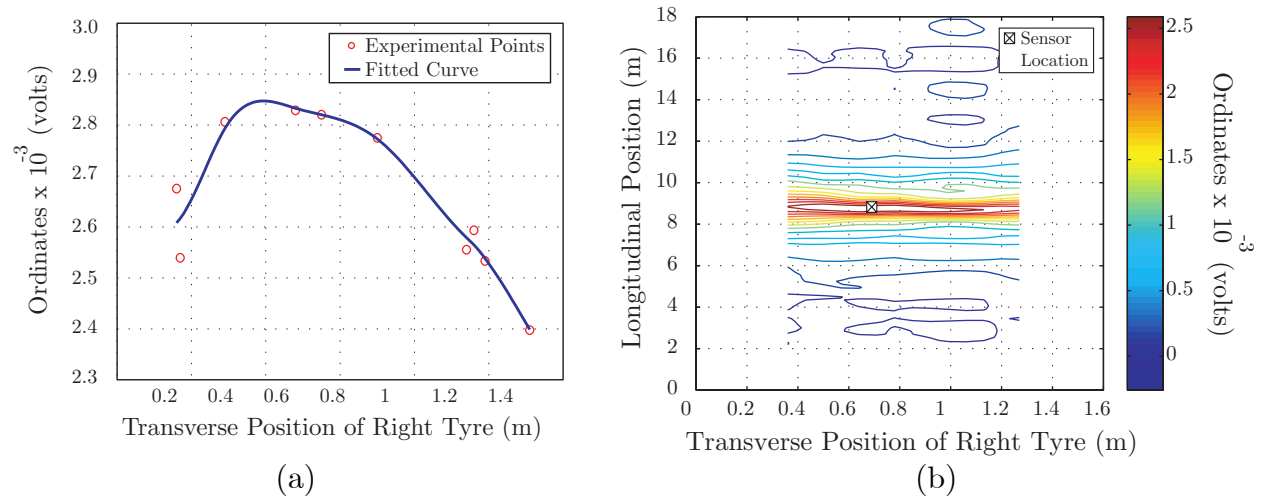 3.0
2.9
2.8
2.7
2.6
2.5
2.4
2.3
Ordinates x 10⁻³ (volts)
Experimental Points
Fitted Curve
0.2 0.4 0.6 0.8 1 1.2 1.4
Transverse Position of Right Tyre (m)
(a)
18
16
14
12
10
8
6
4
2
0
Longitudinal Position (m)
Sensor
Location
0 0.2 0.4 0.6 0.8 1 1.2 1.4 1.6
Transverse Position of Right Tyre (m)
(b)
2.5
2
1.5
1
0.5
0
Ordinates x 10⁻³ (volts)